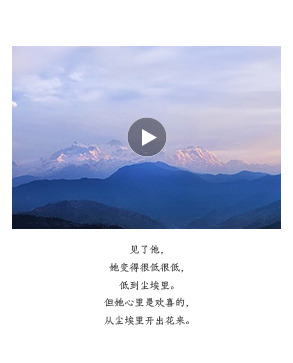 见了他，
她变得很低很低，
低到尘埃里。
但她心里是欢喜的，
从尘埃里开出花来。